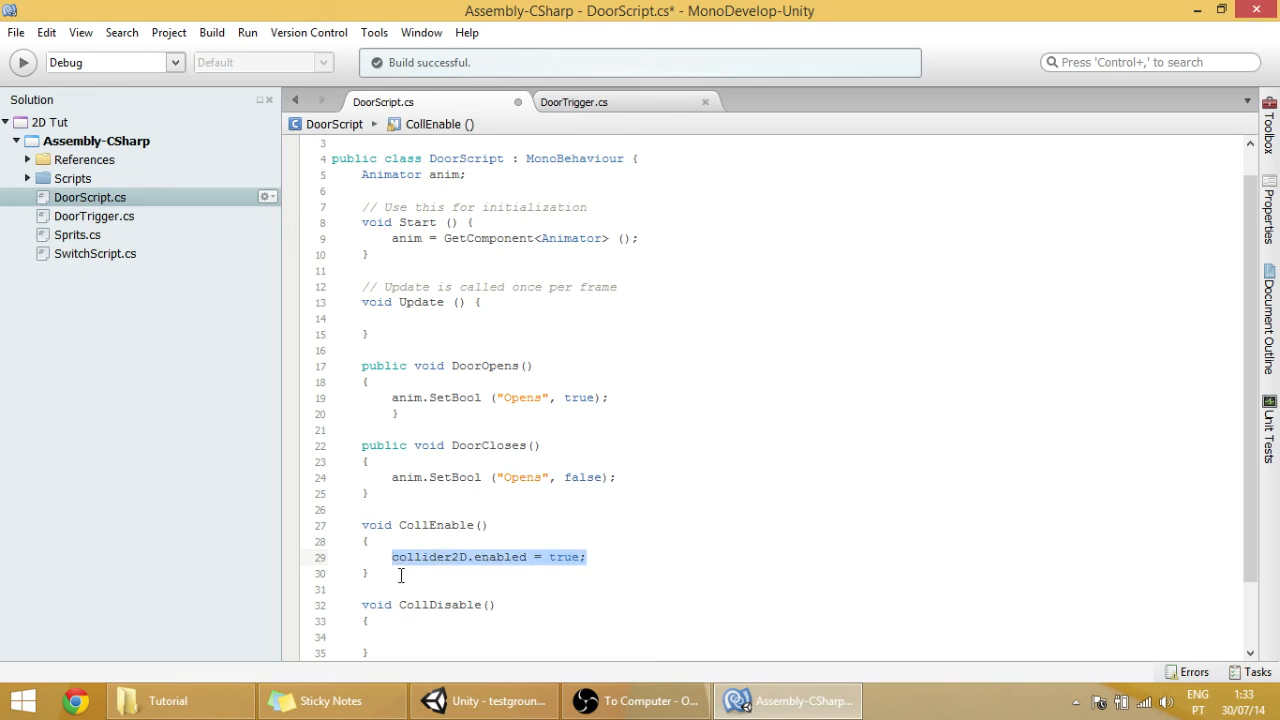 Assembly-CSharp - DoorScript.cs* - MonoDevelop-Unity
File Edit View Search Project Build Run Version Control Tools Window Help
Debug Default Build successful. Press 'Control+,' to search
Solution
2D Tut
Assembly-CSharp
References
Scripts
DoorScript.cs
DoorTrigger.cs
Sprites.cs
SwitchScript.cs
DoorScript.cs DoorTrigger.cs
DoorScript CollEnable ()
3
4 public class DoorScript : MonoBehaviour {
5 Animator anim;
6
7 // Use this for initialization
8 void Start () {
9 anim = GetComponent<Animator> ();
10 }
11
12 // Update is called once per frame
13 void Update () {
14
15 }
16
17 public void DoorOpens()
18 {
19 anim.SetBool ("Opens", true);
20 }
21
22 public void DoorCloses()
23 {
24 anim.SetBool ("Opens", false);
25 }
26
27 void CollEnable()
28 {
29 collider2D.enabled = true;
30 }
31
32 void CollDisable()
33 {
34
35 }
Toolbox
Properties
Document Outline
Unit Tests
Errors Tasks
Tutorial Sticky Notes Unity - testgroun... To Computer - O... Assembly-CSharp...
ENG
PT
1:33
30/07/14